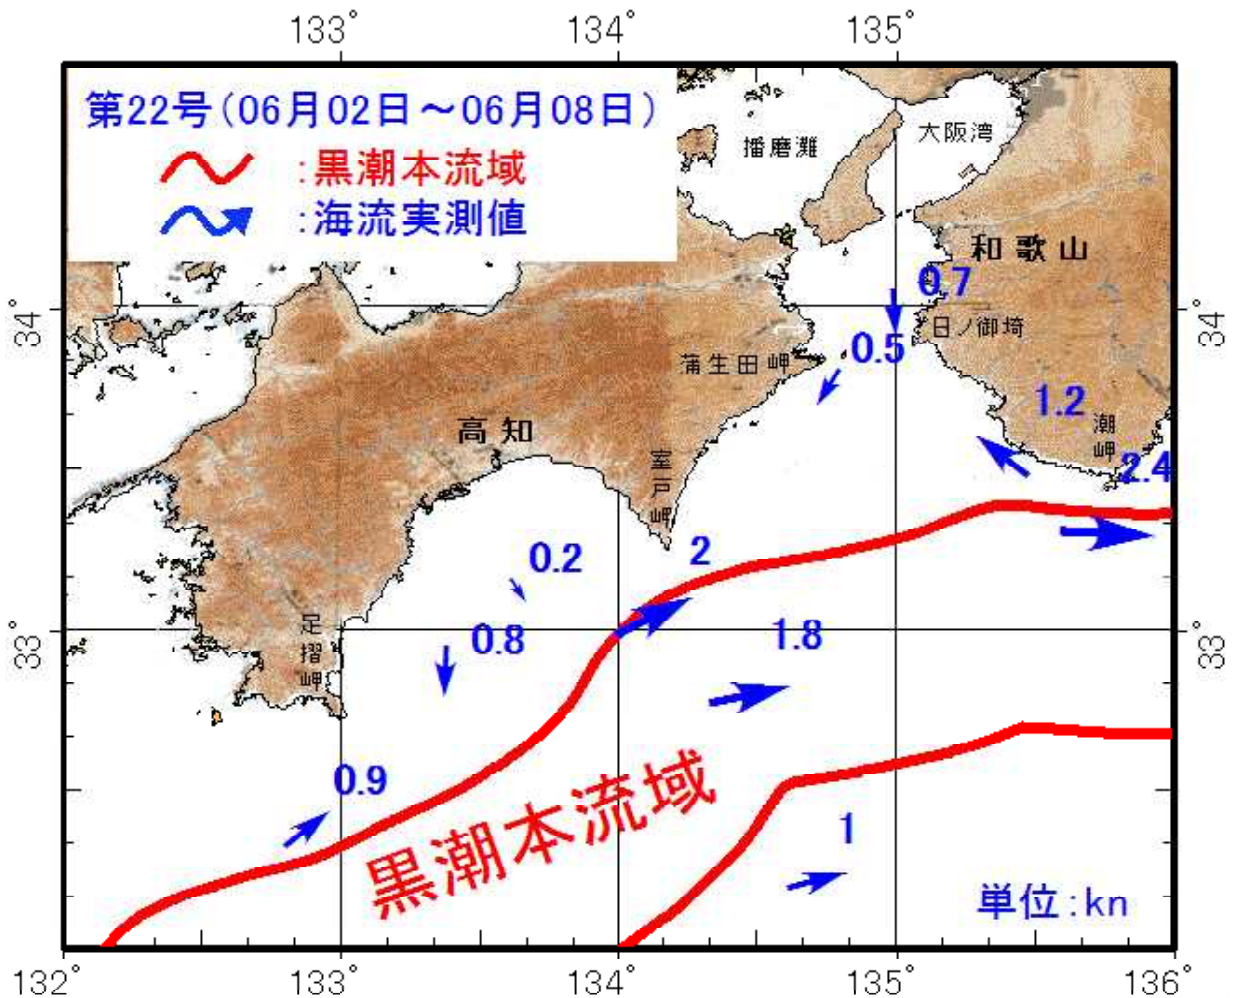 133° 134° 135°
第22号(06月02日～06月08日)
:黒潮本流域
:海流実測値
播磨灘
大阪湾
和歌山
0.7
34° 34°
日ノ御埼
0.5
蒲生田岬
1.2
高知
潮岬
室戸岬
2.4
2
0.2
足摺岬
0.8
1.8
33° 33°
0.9
黒潮本流域
1
単位:kn
132° 133° 134° 135° 136°